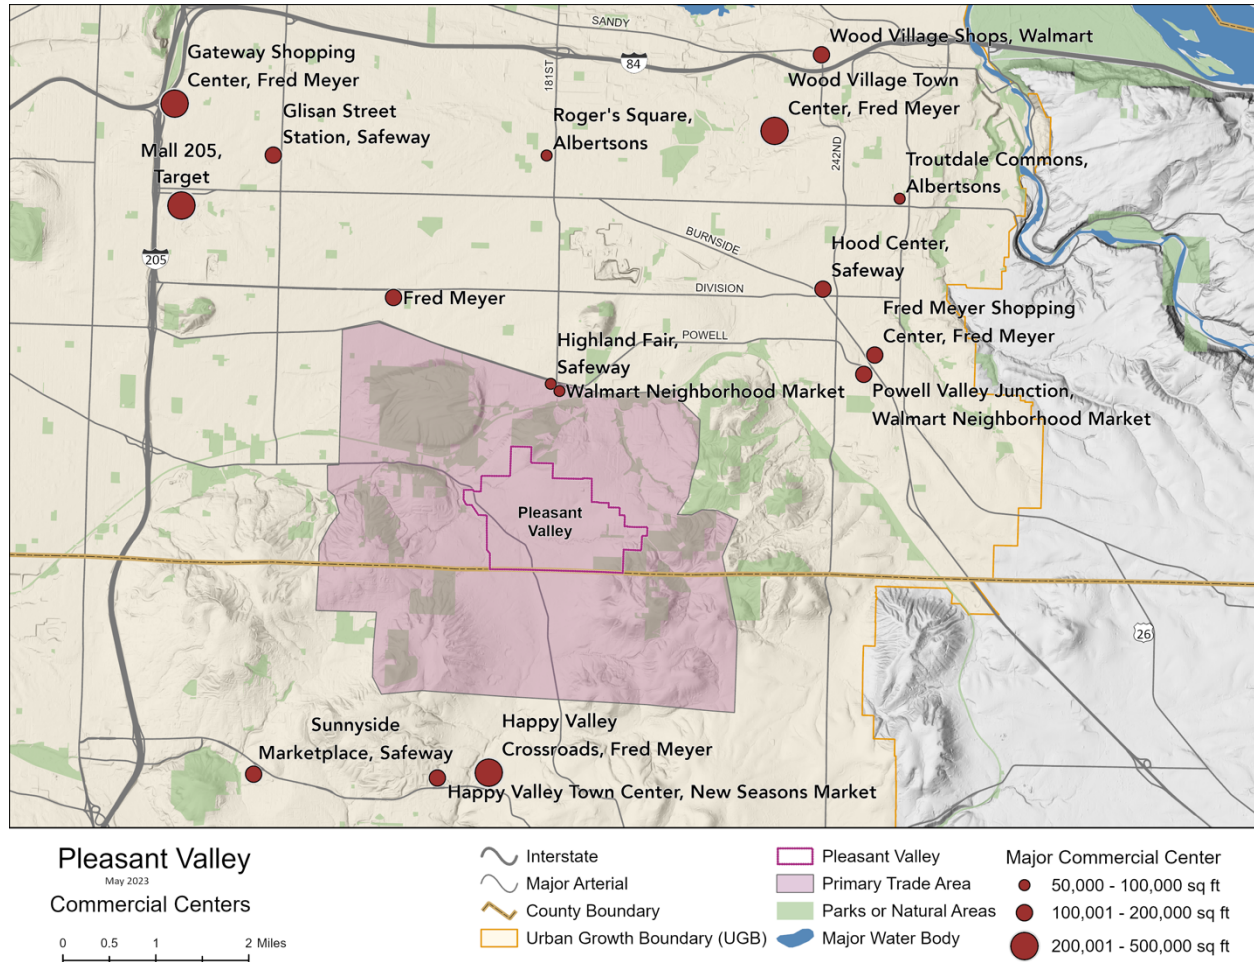 SANDY
Wood Village Shops, Walmart
Gateway Shopping
Center, Fred Meyer
84
181ST
Wood Village Town
Center, Fred Meyer
Glisan Street
Station, Safeway
Roger's Square,
Albertsons
Mall 205,
Target
242ND
Troutdale Commons,
Albertsons
BURNSIDE
Hood Center,
Safeway
205
DIVISION
Fred Meyer
Fred Meyer Shopping
Center, Fred Meyer
POWELL
Highland Fair,
Safeway
Walmart Neighborhood Market
Powell Valley Junction,
Walmart Neighborhood Market
Pleasant
Valley
26
Sunnyside
Marketplace, Safeway
Happy Valley
Crossroads, Fred Meyer
Happy Valley Town Center, New Seasons Market
Pleasant Valley
May 2023
Commercial Centers
0 0.5 1 2 Miles
Interstate
Major Arterial
County Boundary
Urban Growth Boundary (UGB)
Pleasant Valley
Primary Trade Area
Parks or Natural Areas
Major Water Body
Major Commercial Center
50,000 - 100,000 sq ft
100,001 - 200,000 sq ft
200,001 - 500,000 sq ft